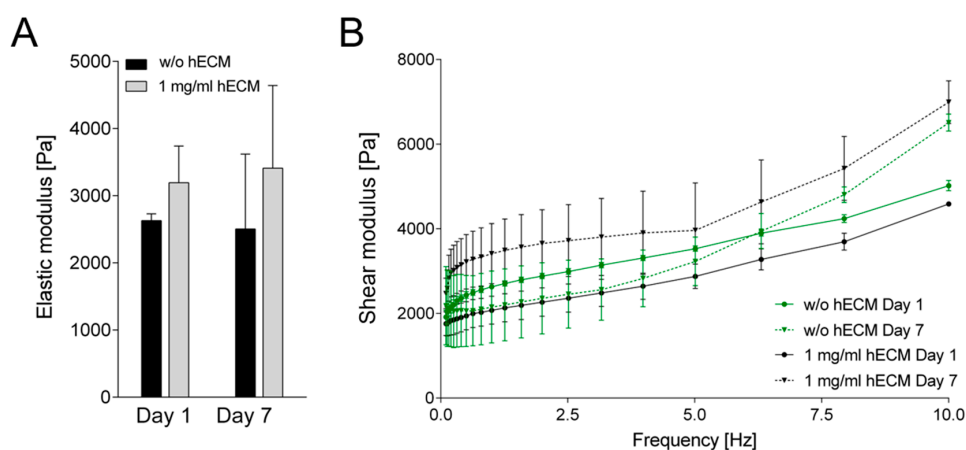 A
Elastic modulus [Pa]
5000
4000
3000
2000
1000
0
w/o hECM
1 mg/ml hECM
Day 1
Day 7
B
Shear modulus [Pa]
8000
6000
4000
2000
0
w/o hECM Day 1
w/o hECM Day 7
1 mg/ml hECM Day 1
1 mg/ml hECM Day 7
0.0
2.5
5.0
7.5
10.0
Frequency [Hz]